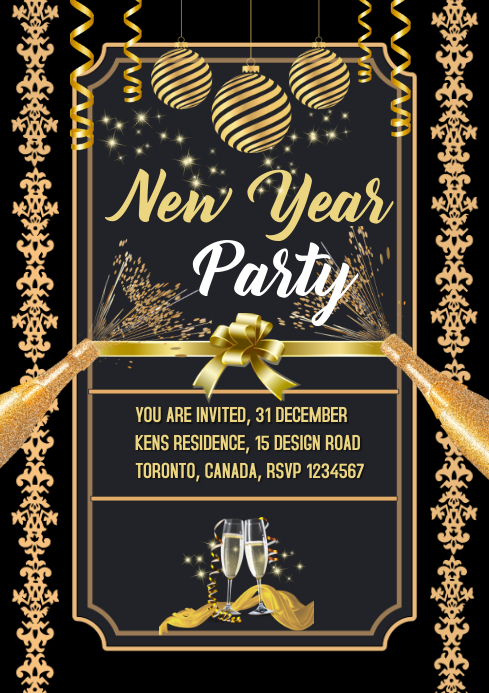 New Year
Party
YOU ARE INVITED, 31 DECEMBER
KENS RESIDENCE, 15 DESIGN ROAD
TORONTO, CANADA, RSVP 1234567